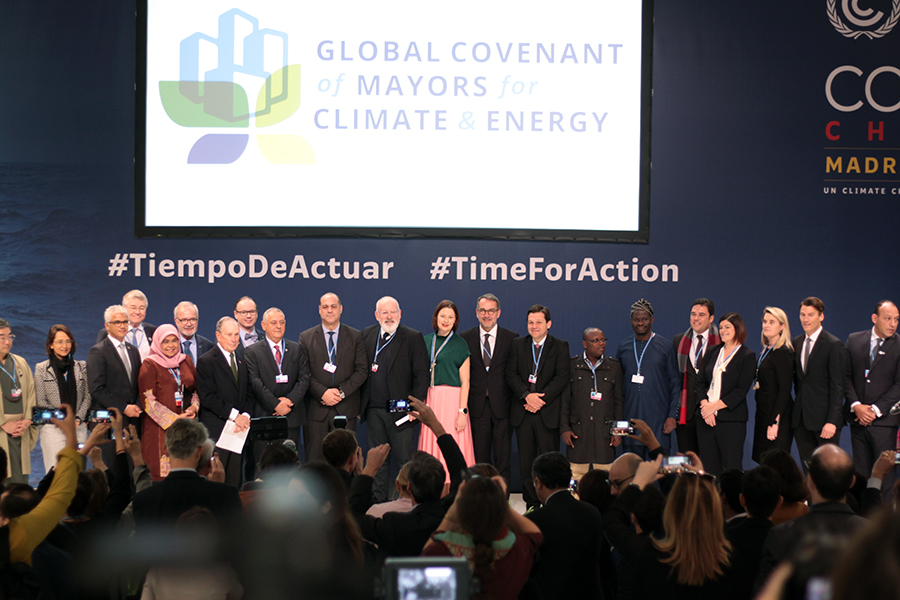 GLOBAL COVENANT
of MAYORS for
CLIMATE & ENERGY
MADR
#TiempoDeActuar #TimeForAction
UN CLIMATE